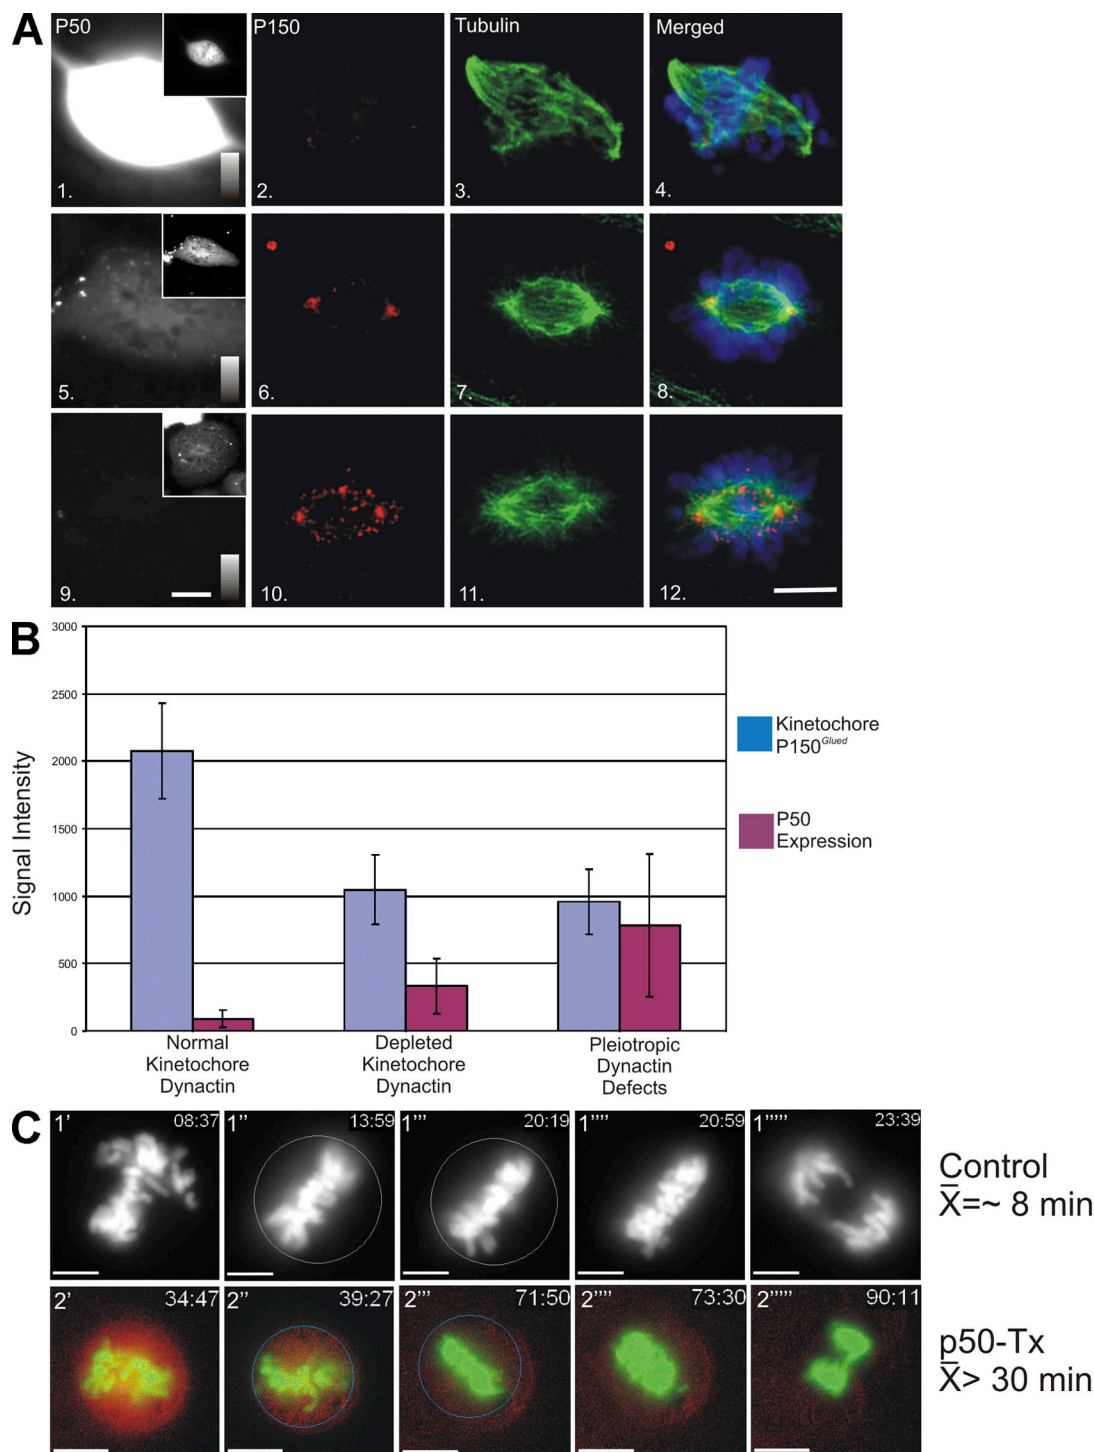 A
P50
P150
Tubulin
Merged
1.
2.
3.
4.
5.
6.
7.
8.
9.
10.
11.
12.
B
3000
2500
2000
1500
1000
500
0
Signal Intensity
Normal
Kinetochore
Dynactin
Depleted
Kinetochore
Dynactin
Pleiotropic
Dynactin
Defects
Kinetochore
P150Glued
P50
Expression
C
1' 08:37
1'' 13:59
1''' 20:19
1'''' 20:59
1''''' 23:39
Control
X̅=~ 8 min
2' 34:47
2'' 39:27
2''' 71:50
2'''' 73:30
2''''' 90:11
p50-Tx
X̅> 30 min